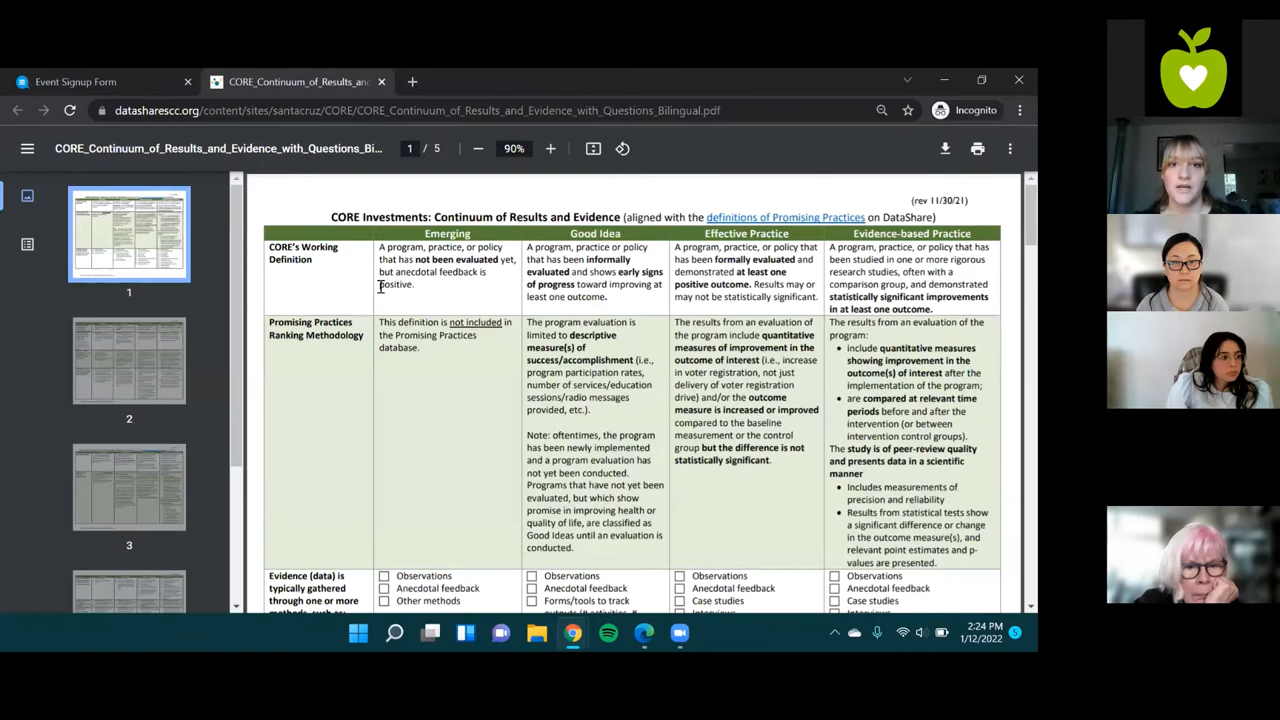 Event Signup Form
CORE_Continuum_of_Results_and
Incognito
datasharescc.org/content/sites/santacruz/CORE/CORE_Continuum_of_Results_and_Evidence_with_Questions_Bilingual.pdf
CORE_Continuum_of_Results_and_Evidence_with_Questions_Bi...
1 / 5
90%
1
2
3
(rev 11/30/21)
CORE Investments: Continuum of Results and Evidence (aligned with the definitions of Promising Practices on DataShare)
Emerging
Good Idea
Effective Practice
Evidence-based Practice
CORE's Working
Definition
A program, practice, or policy
that has not been evaluated yet,
but anecdotal feedback is
positive.
A program, practice or policy
that has been informally
evaluated and shows early signs
of progress toward improving at
least one outcome.
A program, practice, or policy that
has been formally evaluated and
demonstrated at least one
positive outcome. Results may or
may not be statistically significant.
A program, practice, or policy that has
been studied in one or more rigorous
research studies, often with a
comparison group, and demonstrated
statistically significant improvements
in at least one outcome.
Promising Practices
Ranking Methodology
This definition is not included in
the Promising Practices
database.
The program evaluation is
limited to descriptive
measure(s) of
success/accomplishment (i.e.,
program participation rates,
number of services/education
sessions/radio messages
provided, etc.).
Note: oftentimes, the program
has been newly implemented
and a program evaluation has
not yet been conducted.
Programs that have not yet been
evaluated, but which show
promise in improving health or
quality of life, are classified as
Good Ideas until an evaluation is
conducted.
The results from an evaluation of
the program include quantitative
measures of improvement in the
outcome of interest (i.e., increase
in voter registration, not just
delivery of voter registration
drive) and/or the outcome
measure is increased or improved
compared to the baseline
measurement or the control
group but the difference is not
statistically significant.
The results from an evaluation of the
program:
• include quantitative measures
showing improvement in the
outcome(s) of interest after the
implementation of the program;
• are compared at relevant time
periods before and after the
intervention (or between
intervention control groups).
The study is of peer-review quality
and presents data in a scientific
manner
• Includes measurements of
precision and reliability
• Results from statistical tests show
a significant difference or change
in the outcome measure(s), and
relevant point estimates and p-
values are presented.
Evidence (data) is
typically gathered
through one or more
Observations
Anecdotal feedback
Other methods
Observations
Anecdotal feedback
Forms/tools to track
Observations
Anecdotal feedback
Case studies
Observations
Anecdotal feedback
Case studies
2:24 PM
1/12/2022
5